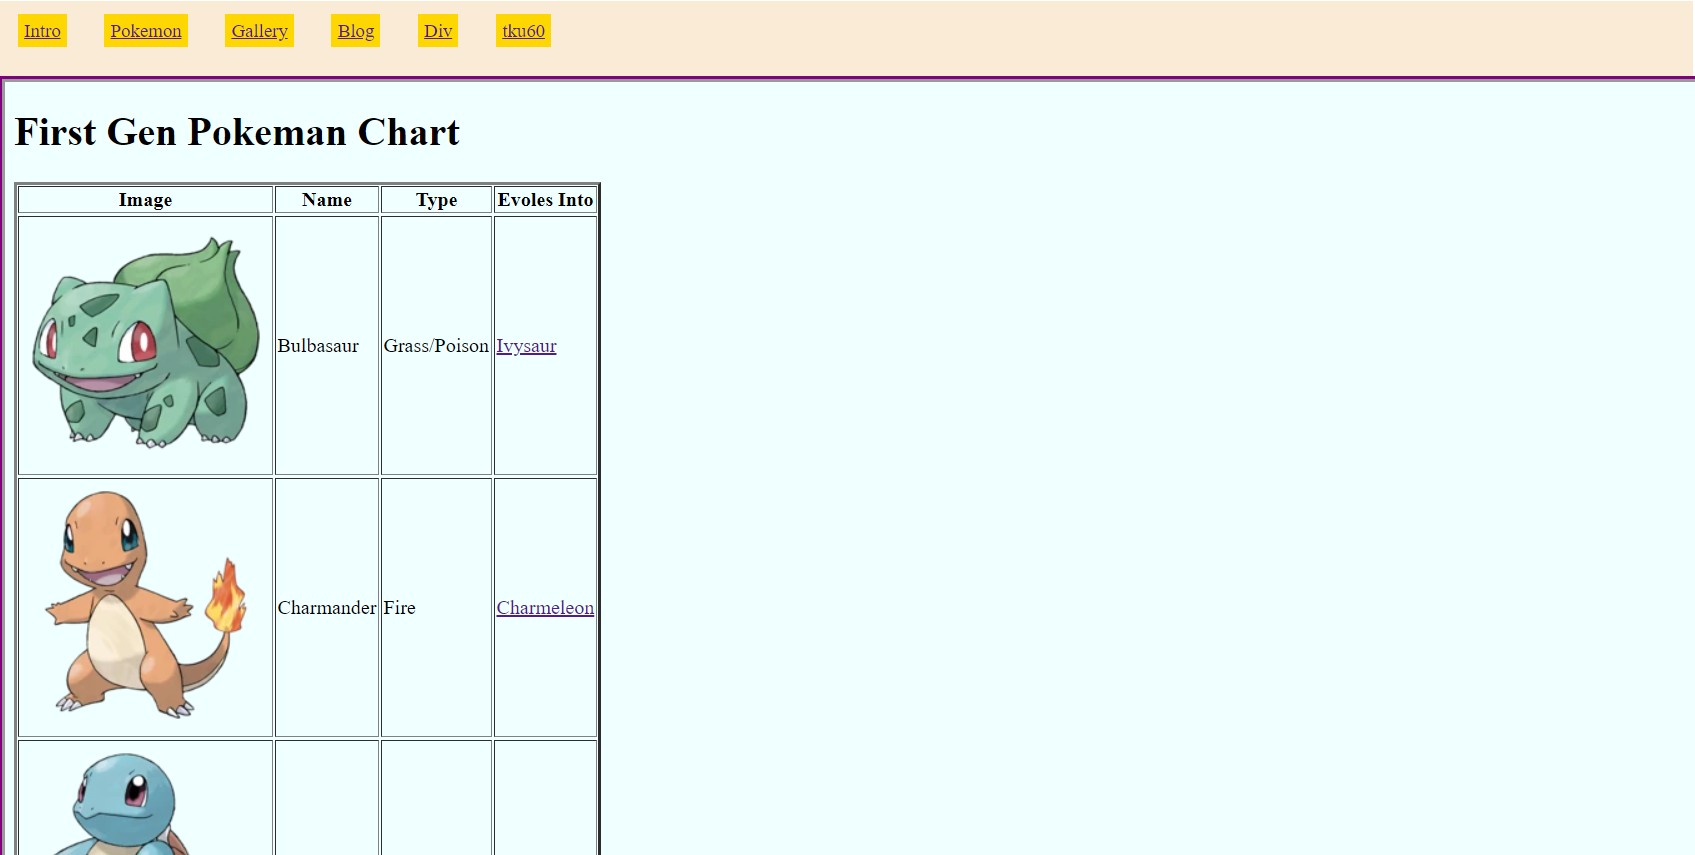 Intro Pokemon Gallery Blog Div tku60
First Gen Pokeman Chart
Image Name Type Evoles Into
Bulbasaur Grass/Poison Ivysaur
Charmander Fire Charmeleon